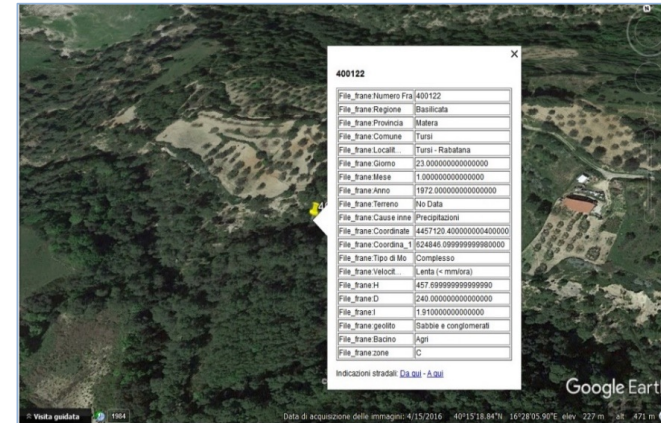 400122
File_frane:Numero Fra 400122
File_frane:Regione Basilicata
File_frane:Provincia Matera
File_frane:Comune Tursi
File_frane:Localit... Tursi - Rabatana
File_frane:Giorno 23.000000000000000
File_frane:Mese 1.000000000000000
File_frane:Anno 1972.000000000000000
File_frane:Terreno No Data
File_frane:Cause inne Precipitazioni
File_frane:Coordinate 4457120.400000000400000
File_frane:Coordina_1 624846.099999999980000
File_frane:Tipo di Mo Complesso
File_frane:Velocit... Lenta (< mm/ora)
File_frane:H 457.699999999999990
File_frane:D 240.000000000000000
File_frane:I 1.910000000000000
File_frane:geolito Sabbie e conglomerati
File_frane:Bacino Agri
File_frane:zone C
Indicazioni stradali: Da qui - A qui
Google Eart
Visita guidata 1984 Data di acquisizione delle immagini: 4/15/2016 40°15'18.84"N 16°28'05.90"E elev 227 m alt 471 m